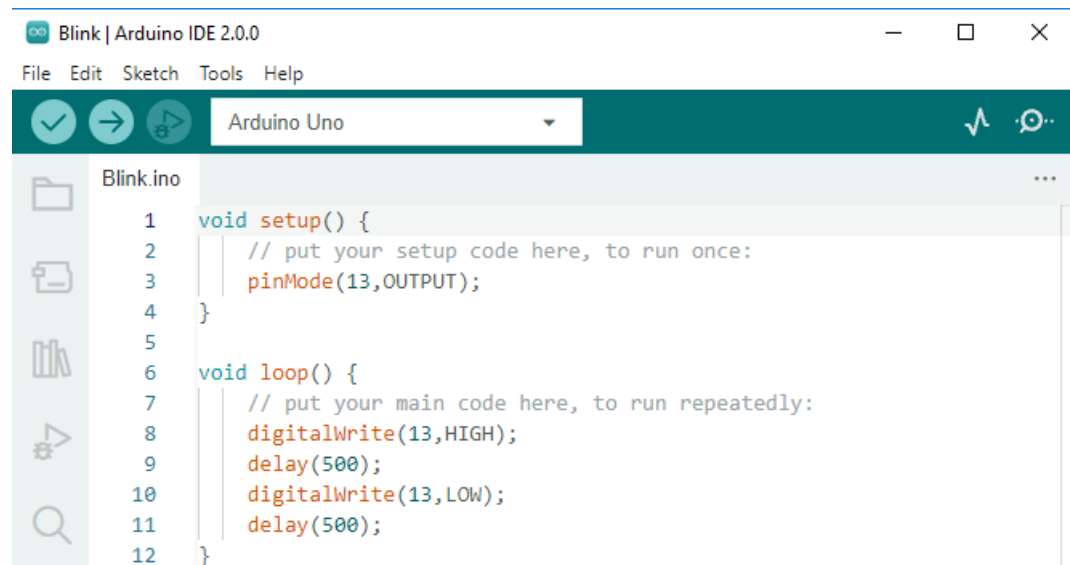 Blink | Arduino IDE 2.0.0
File Edit Sketch Tools Help
Arduino Uno
Blink.ino
1 void setup() {
2 // put your setup code here, to run once:
3 pinMode(13,OUTPUT);
4 }
5
6 void loop() {
7 // put your main code here, to run repeatedly:
8 digitalWrite(13,HIGH);
9 delay(500);
10 digitalWrite(13,LOW);
11 delay(500);
12 }